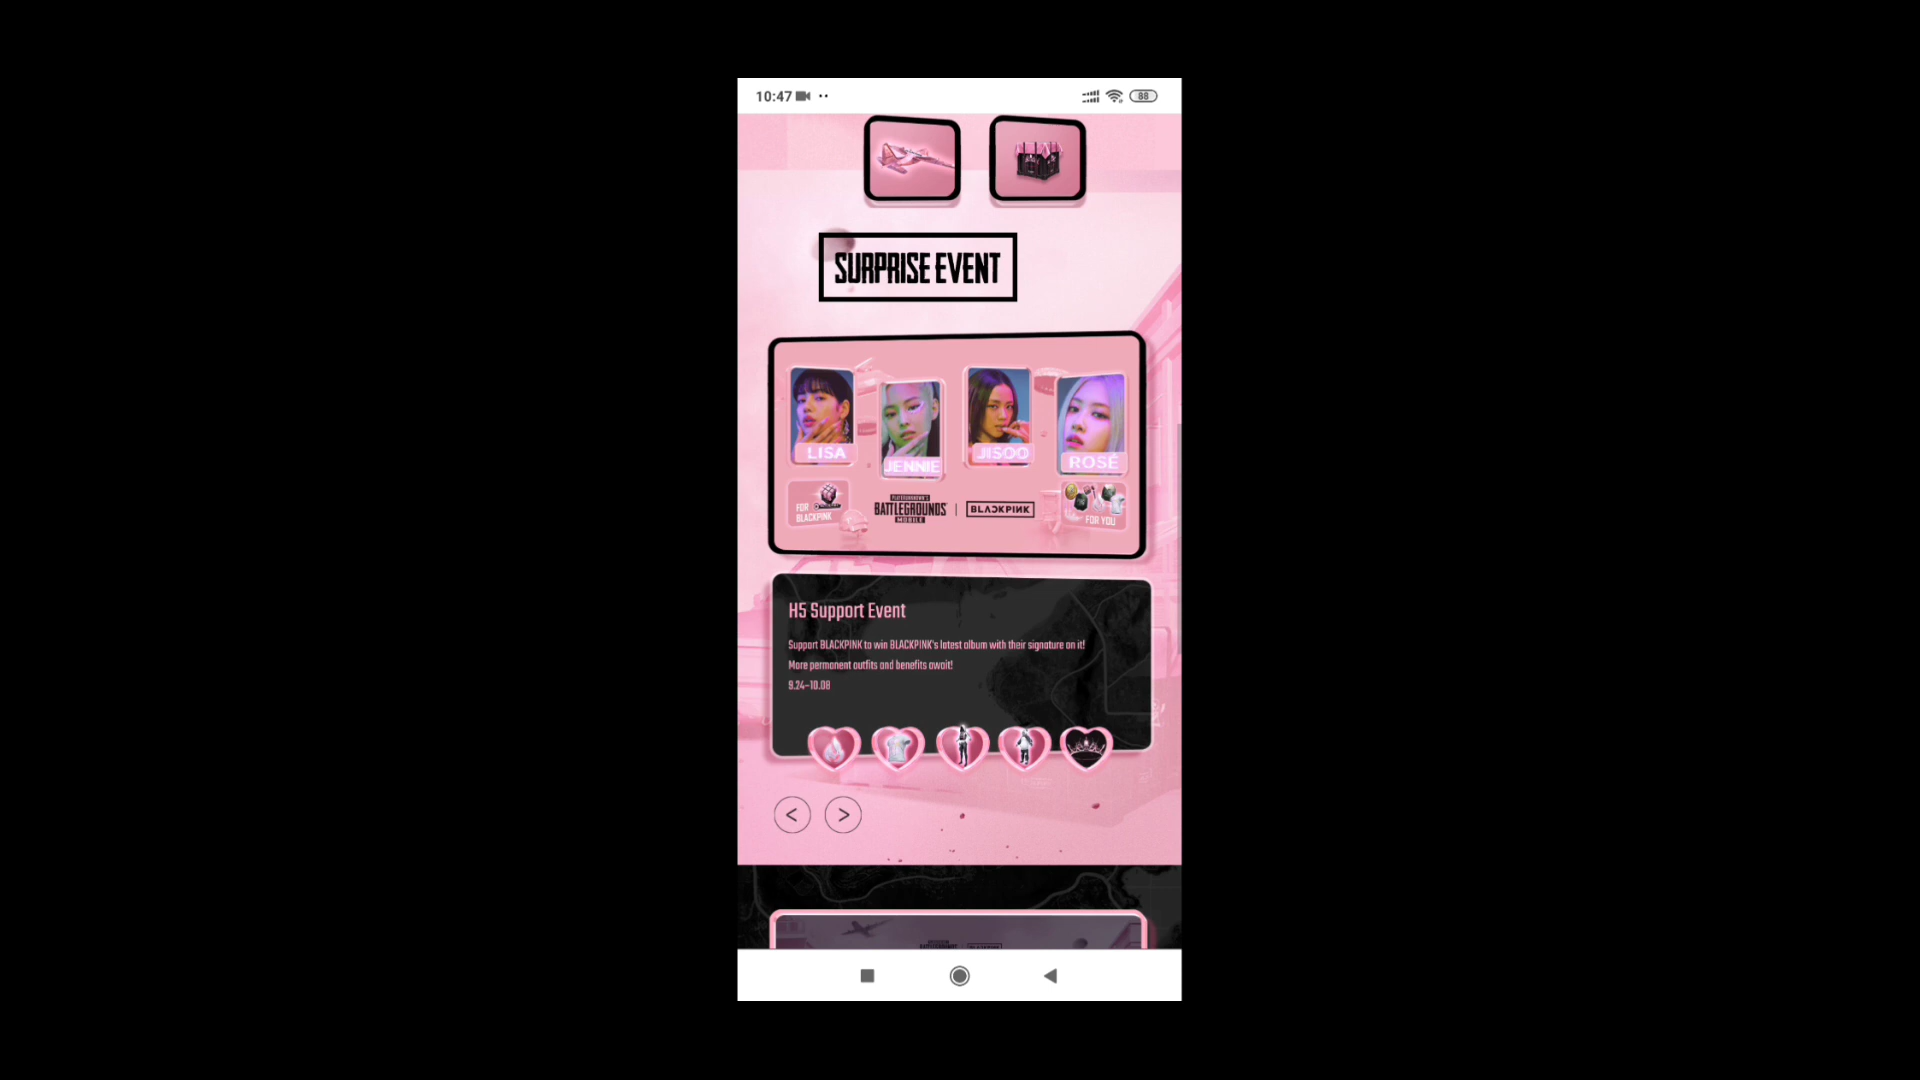 10:47
88
SURPRISE EVENT
LISA
JENNIE
JISOO
ROSÉ
FOR
BLACKPINK
PLAYERUNKNOWN'S
BATTLEGROUNDS
MOBILE
BLACKPINK
FOR YOU
H5 Support Event
Support BLACKPINK to win BLACKPINK's latest album with their signature on it!
More permanent outfits and benefits await!
9.24-10.08
< >